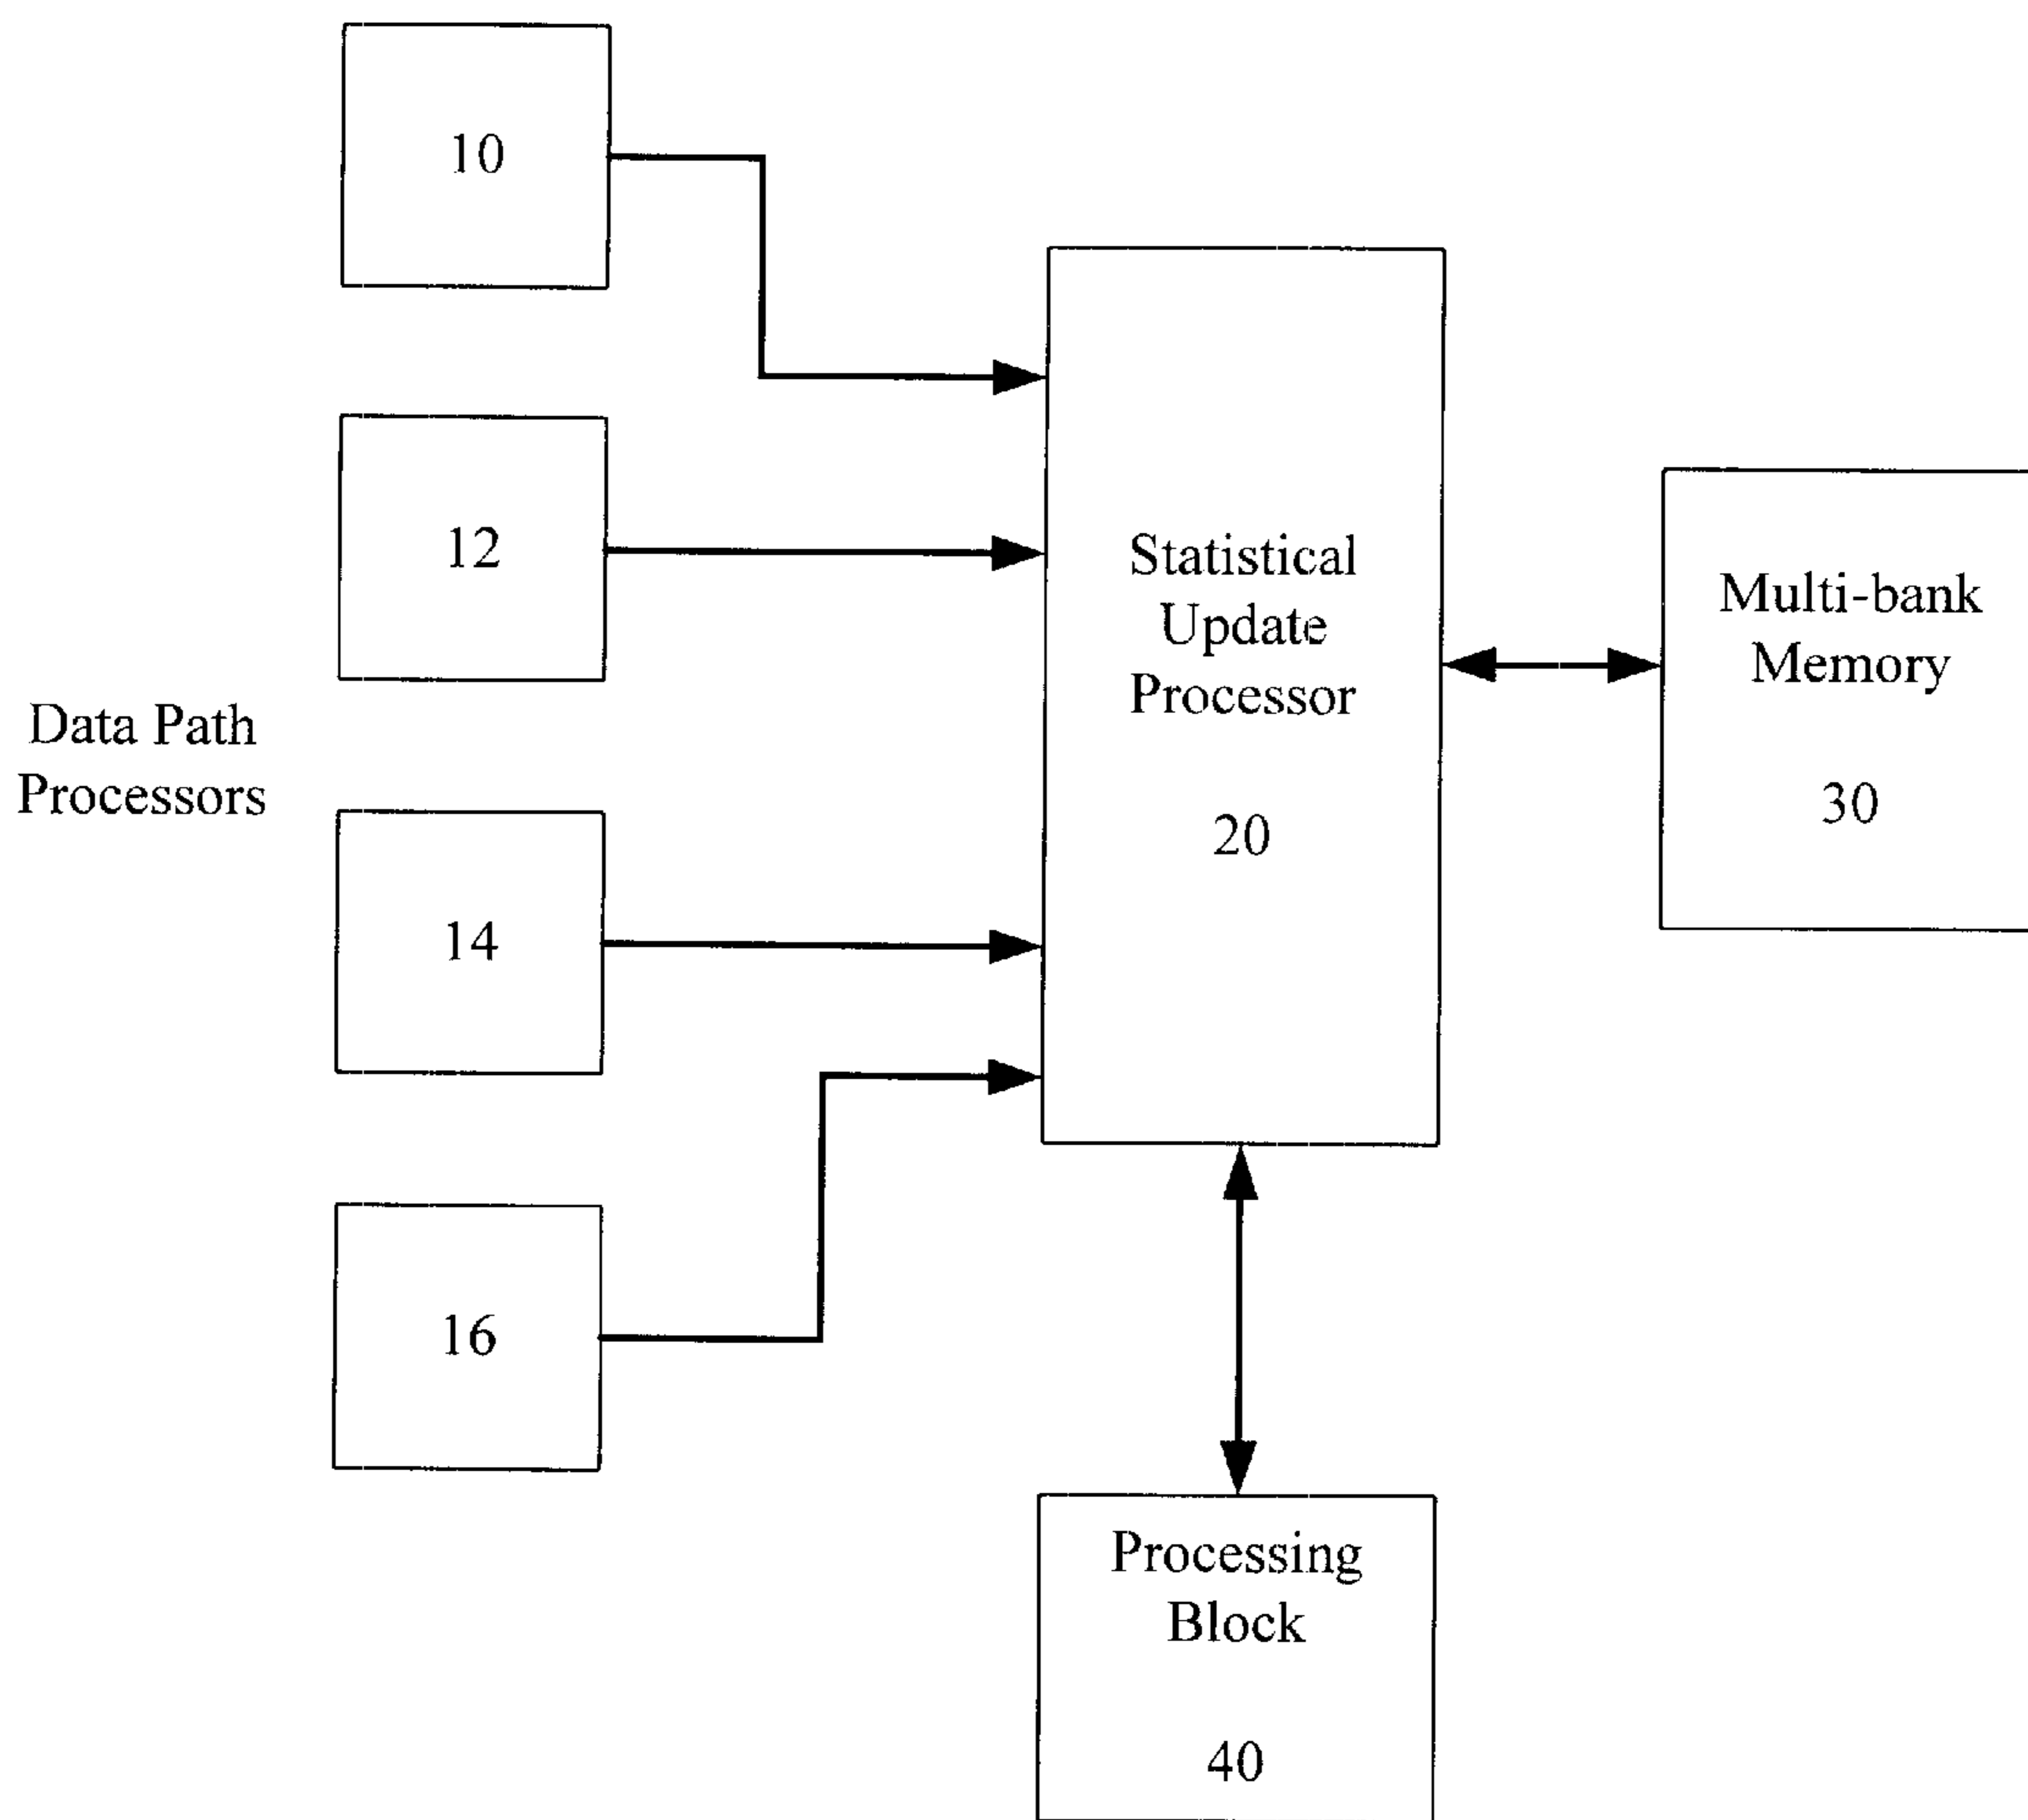 10
12
Data Path
Processors
14
16
Statistical
Update
Processor
20
Multi-bank
Memory
30
Processing
Block
40